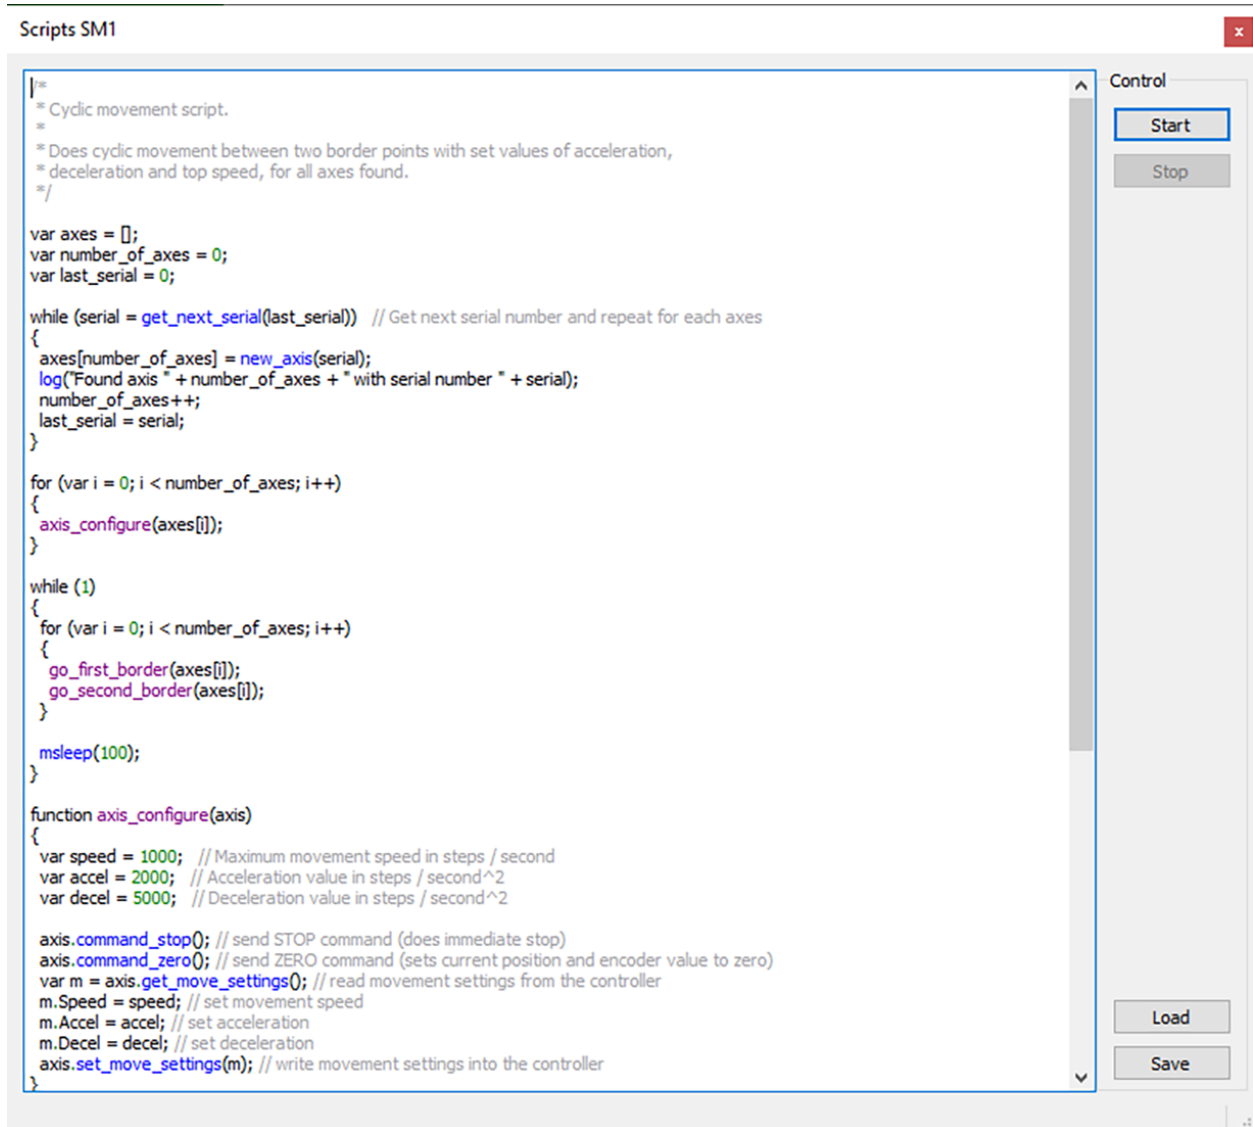 Scripts SM1
x
/*
* Cyclic movement script.
*
* Does cyclic movement between two border points with set values of acceleration,
* deceleration and top speed, for all axes found.
*/
var axes = [];
var number_of_axes = 0;
var last_serial = 0;
while (serial = get_next_serial(last_serial)) // Get next serial number and repeat for each axes
{
axes[number_of_axes] = new_axis(serial);
log("Found axis " + number_of_axes + " with serial number " + serial);
number_of_axes++;
last_serial = serial;
}
for (var i = 0; i < number_of_axes; i++)
{
axis_configure(axes[i]);
}
while (1)
{
for (var i = 0; i < number_of_axes; i++)
{
go_first_border(axes[i]);
go_second_border(axes[i]);
}
msleep(100);
}
function axis_configure(axis)
{
var speed = 1000; // Maximum movement speed in steps / second
var accel = 2000; // Acceleration value in steps / second^2
var decel = 5000; // Deceleration value in steps / second^2
axis.command_stop(); // send STOP command (does immediate stop)
axis.command_zero(); // send ZERO command (sets current position and encoder value to zero)
var m = axis.get_move_settings(); // read movement settings from the controller
m.Speed = speed; // set movement speed
m.Accel = accel; // set acceleration
m.Decel = decel; // set deceleration
axis.set_move_settings(m); // write movement settings into the controller
}
Control
Start
Stop
Load
Save